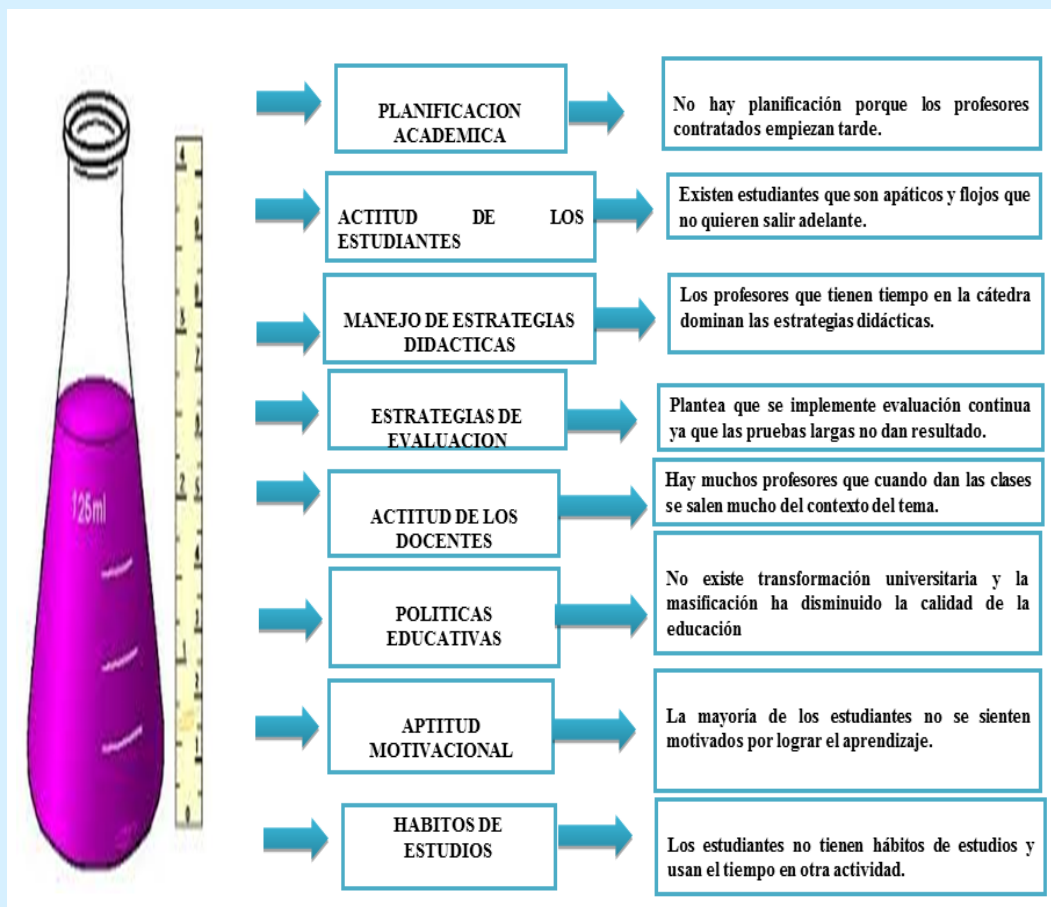 PLANIFICACION
ACADEMICA
No hay planificación porque los profesores
contratados empiezan tarde.
ACTITUD DE LOS
ESTUDIANTES
Existen estudiantes que son apáticos y flojos que
no quieren salir adelante.
MANEJO DE ESTRATEGIAS
DIDACTICAS
Los profesores que tienen tiempo en la cátedra
dominan las estrategias didácticas.
ESTRATEGIAS DE
EVALUACION
Plantea que se implemente evaluación continua
ya que las pruebas largas no dan resultado.
ACTITUD DE LOS
DOCENTES
Hay muchos profesores que cuando dan las clases
se salen mucho del contexto del tema.
POLITICAS
EDUCATIVAS
No existe transformación universitaria y la
masificación ha disminuido la calidad de la
educación
APTITUD
MOTIVACIONAL
La mayoría de los estudiantes no se sienten
motivados por lograr el aprendizaje.
HABITOS DE
ESTUDIOS
Los estudiantes no tienen hábitos de estudios y
usan el tiempo en otra actividad.
125ml